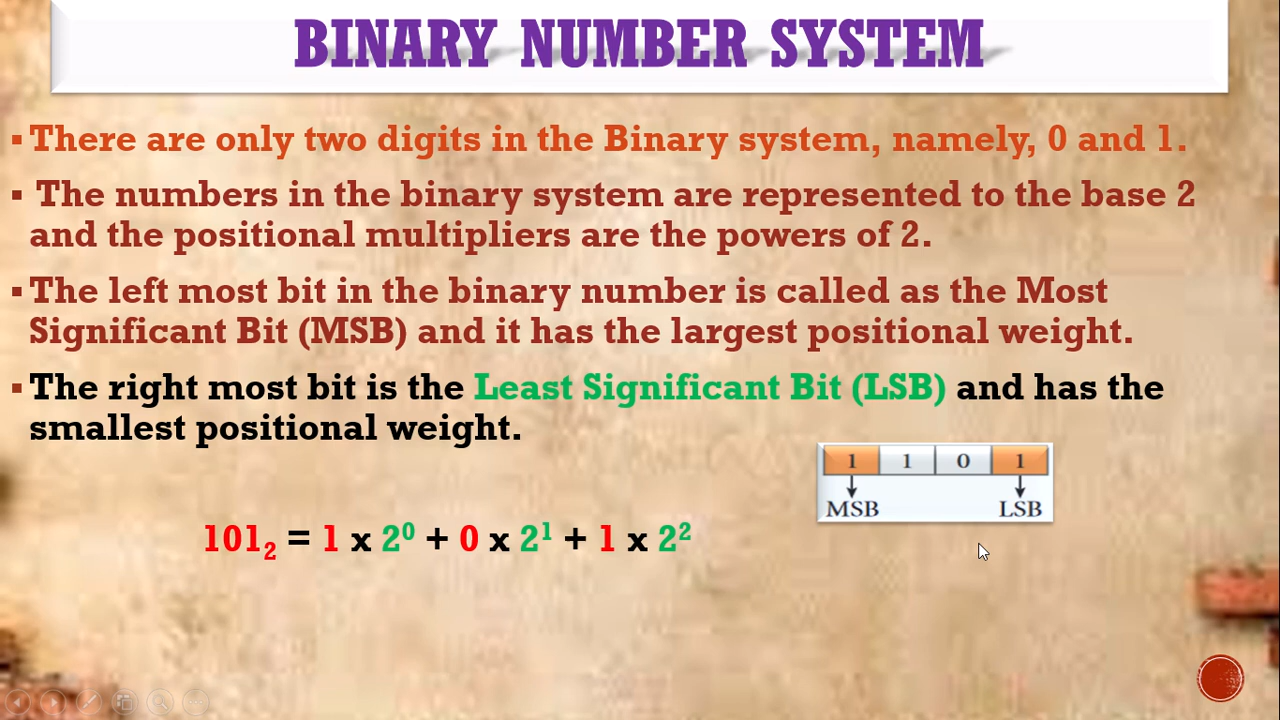 BINARY NUMBER SYSTEM
▪ There are only two digits in the Binary system, namely, 0 and 1.
▪ The numbers in the binary system are represented to the base 2
and the positional multipliers are the powers of 2.
▪ The left most bit in the binary number is called as the Most
Significant Bit (MSB) and it has the largest positional weight.
▪ The right most bit is the Least Significant Bit (LSB) and has the
smallest positional weight.
1 1 0 1
MSB LSB
101₂ = 1 x 2⁰ + 0 x 2¹ + 1 x 2²